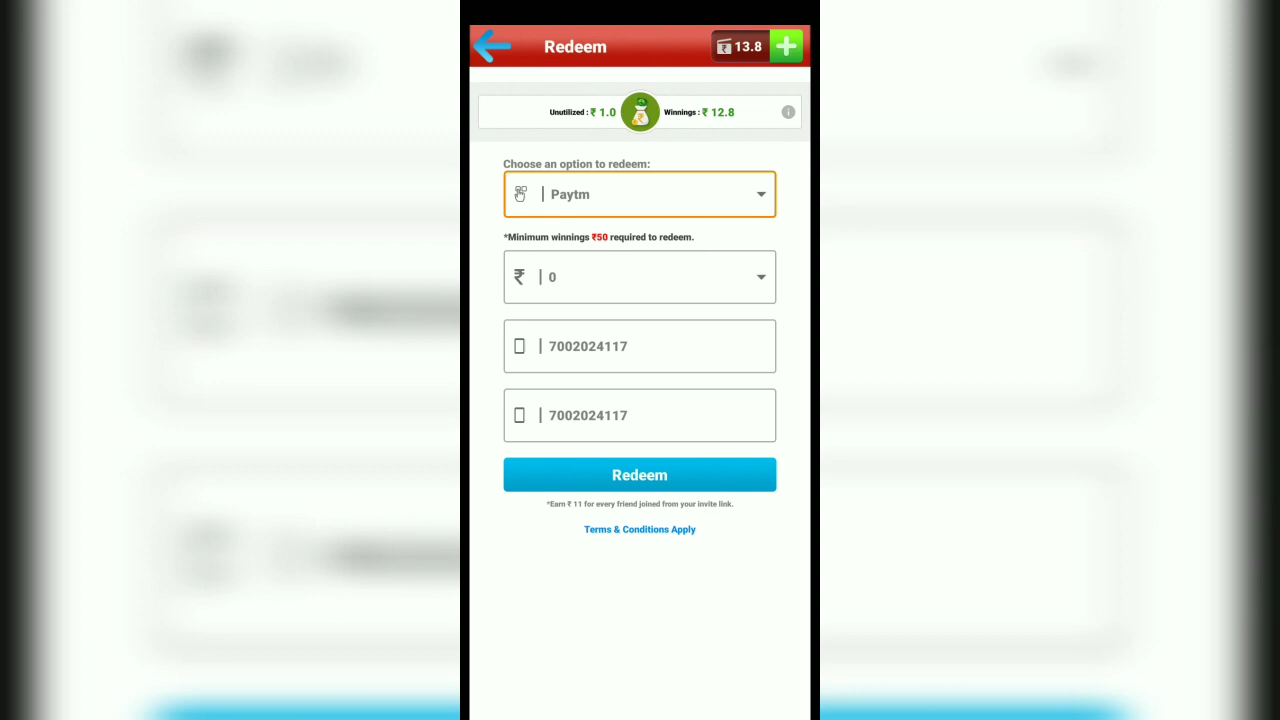 Redeem
₹ 13.8
Unutilized : ₹ 1.0
Winnings : ₹ 12.8
Choose an option to redeem:
Paytm
*Minimum winnings ₹50 required to redeem.
₹ | 0
7002024117
7002024117
Redeem
*Earn ₹ 11 for every friend joined from your invite link.
Terms & Conditions Apply